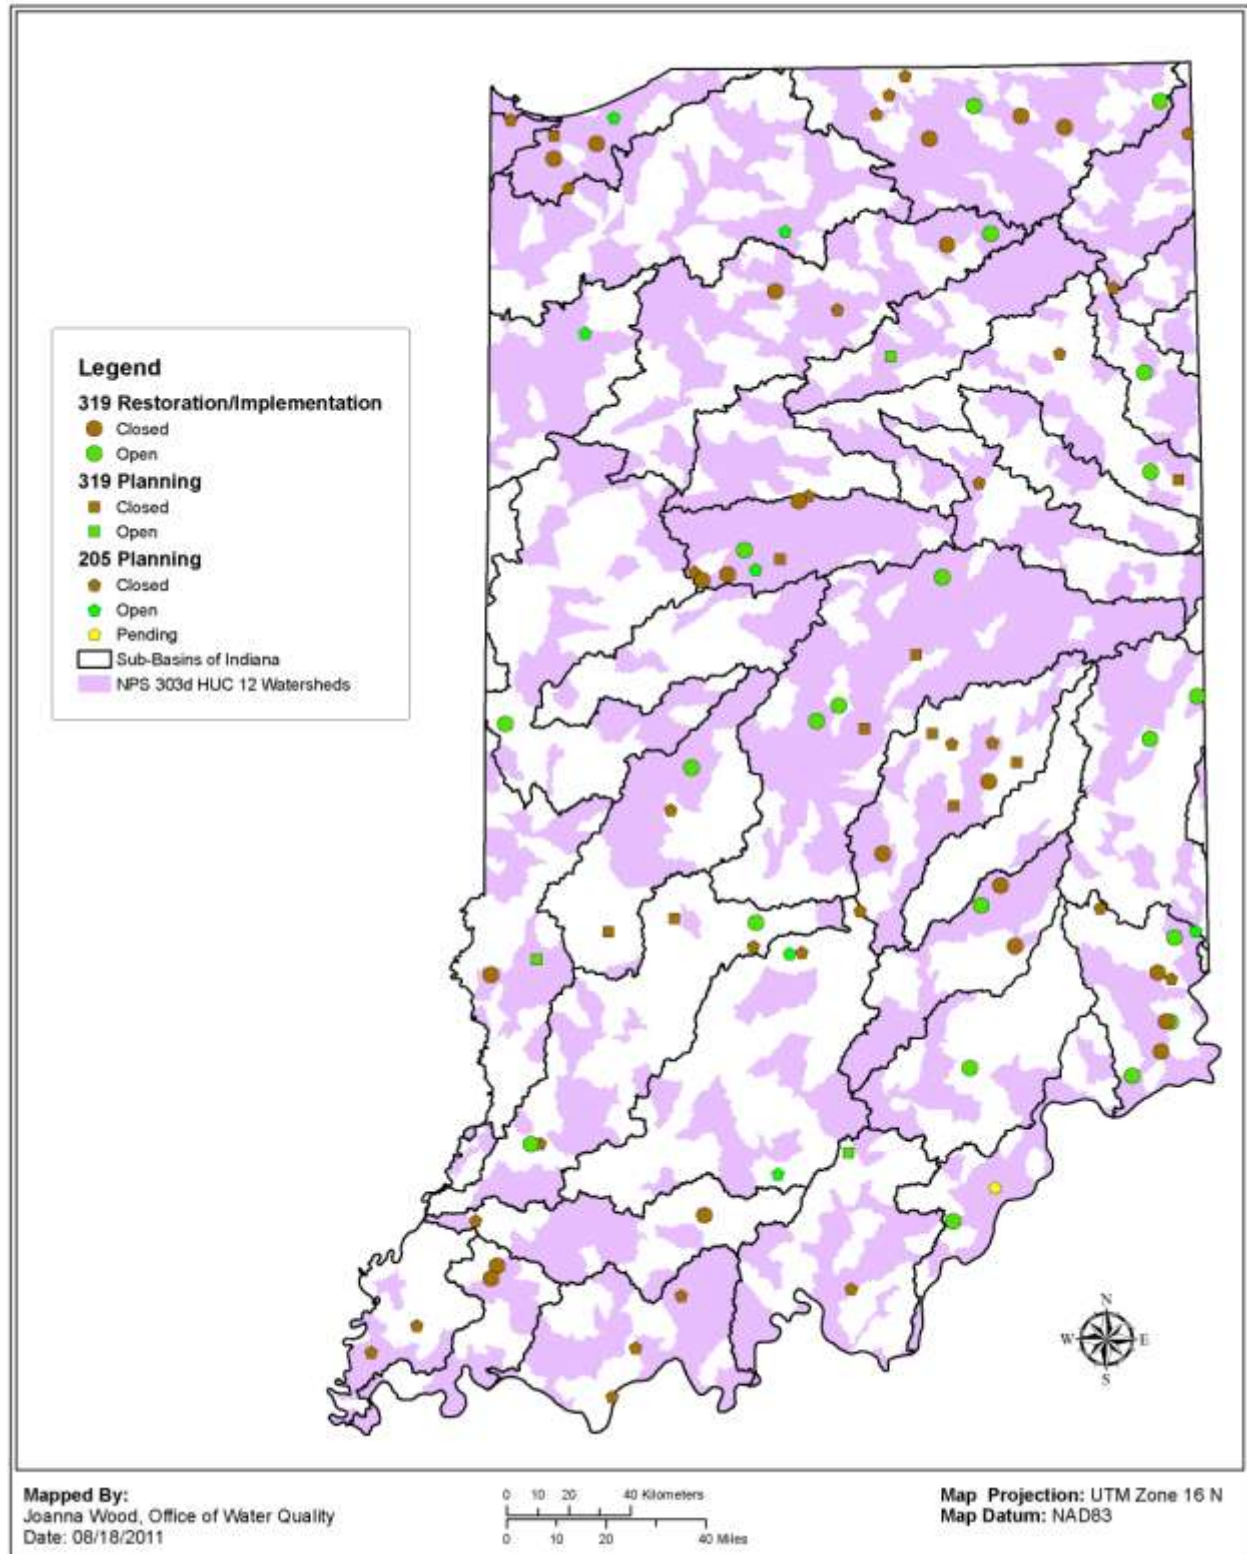 Legend
319 Restoration/Implementation
Closed
Open
319 Planning
Closed
Open
205 Planning
Closed
Open
Pending
Sub-Basins of Indiana
NPS 303d HUC 12 Watersheds
N
W E
S
Mapped By:
Joanna Wood, Office of Water Quality
Date: 08/18/2011
0 10 20 40 Kilometers
0 10 20 40 Miles
Map Projection: UTM Zone 16 N
Map Datum: NAD83